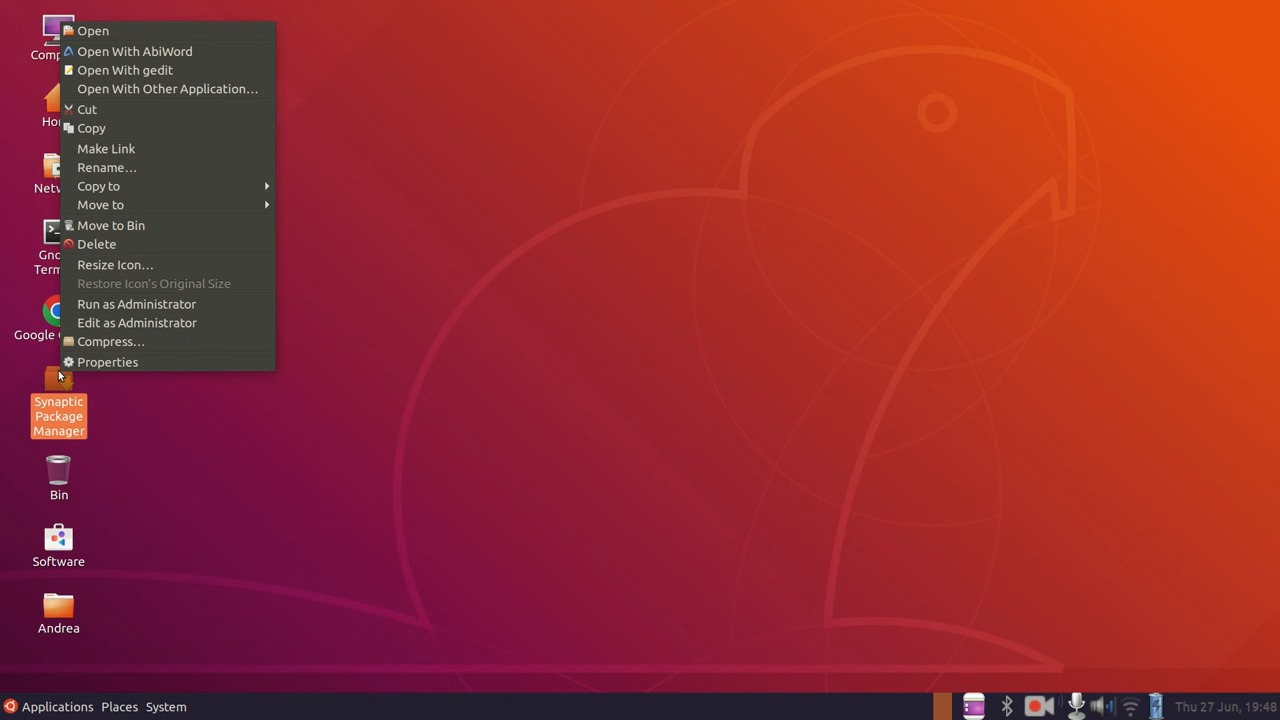 Open
Open With AbiWord
Open With gedit
Open With Other Application...
Cut
Copy
Make Link
Rename...
Copy to
Move to
Move to Bin
Delete
Resize Icon...
Restore Icon's Original Size
Run as Administrator
Edit as Administrator
Compress...
Properties
Synaptic
Package
Manager
Bin
Software
Andrea
Applications Places System
Thu 27 Jun, 19:48